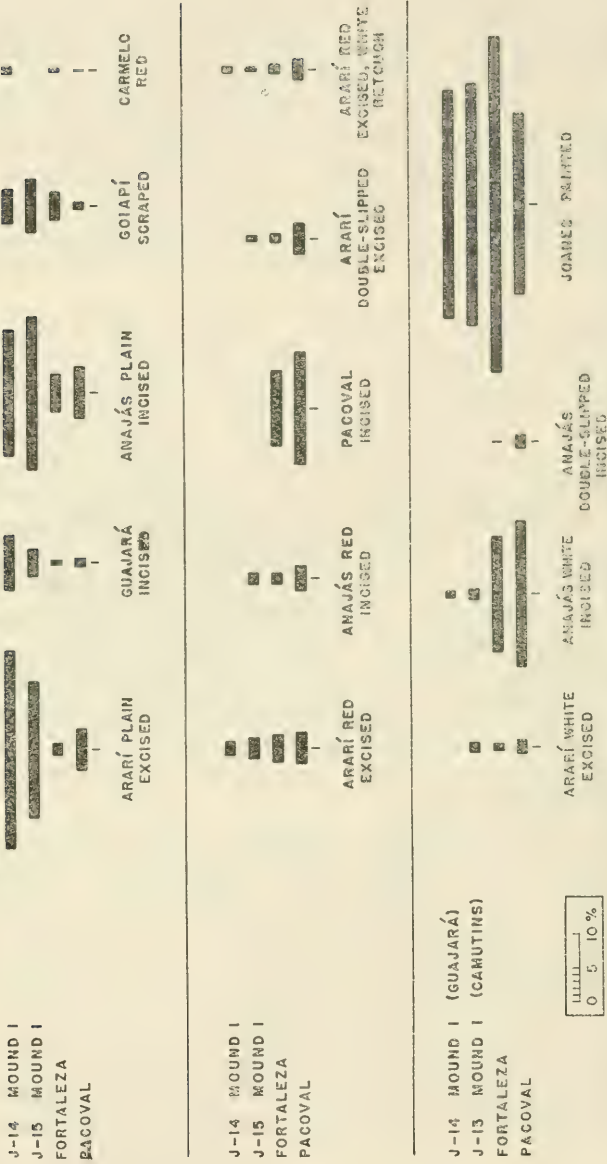 J-14 MOUND I
J-15 MOUND I
FORTALEZA
PACOVAL
ARARÍ PLAIN
EXCISED
GUAJARÁ
INCISED
ANAJÁS PLAIN
INCISED
GOIAPÍ
SCRAPED
CARMELO
RED
J-14 MOUND I
J-15 MOUND I
FORTALEZA
PACOVAL
ARARÍ RED
EXCISED
ANAJÁS RED
INCISED
PACOVAL
INCISED
ARARÍ
DOUBLE-SLIPPED
EXCISED
ARARÍ RED
EXCISED, WHITE
RETOUCH
J-14 MOUND I (GUAJARÁ)
J-15 MOUND I (CAMUTINS)
FORTALEZA
PACOVAL
ARARÍ WHITE
EXCISED
ANAJÁS WHITE
INCISED
ANAJÁS
DOUBLE-SLIPPED
INCISED
JOANES PAINTED
0 5 10 %